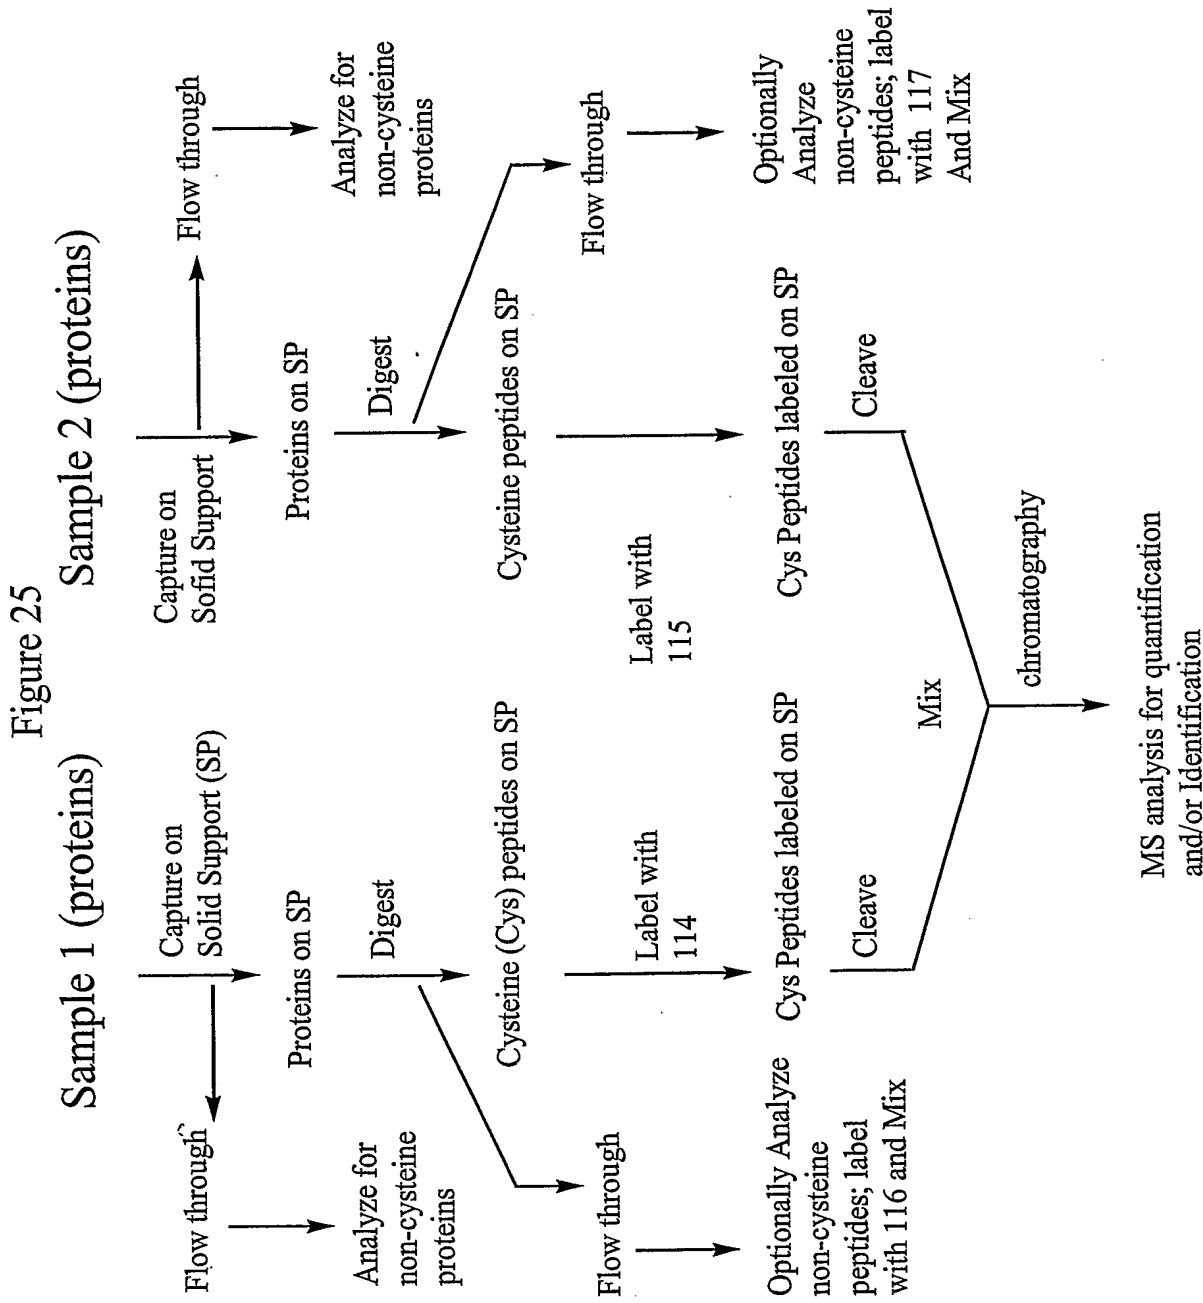 Figure 25
Sample 1 (proteins)
Capture on
Solid Support (SP)
Flow through
Analyze for
non-cysteine
proteins
Proteins on SP
Digest
Flow through
Optionally Analyze
non-cysteine
peptides; label
with 116 and Mix
Cysteine (Cys) peptides on SP
Label with
114
Cys Peptides labeled on SP
Cleave
Sample 2 (proteins)
Capture on
Sofid Support
Flow through
Analyze for
non-cysteine
proteins
Proteins on SP
Digest
Flow through
Optionally
Analyze
non-cysteine
peptides; label
with 117
And Mix
Cysteine peptides on SP
Label with
115
Cys Peptides labeled on SP
Cleave
Mix
chromatography
MS analysis for quantification
and/or Identification